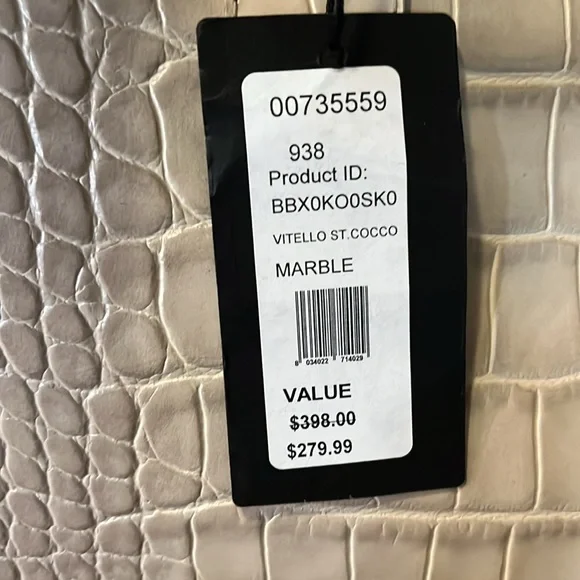 00735559
938
Product ID:
BBX0KO0SK0
VITELLO ST.COCCO
MARBLE
8 034022 714029
VALUE
$398.00
$279.99